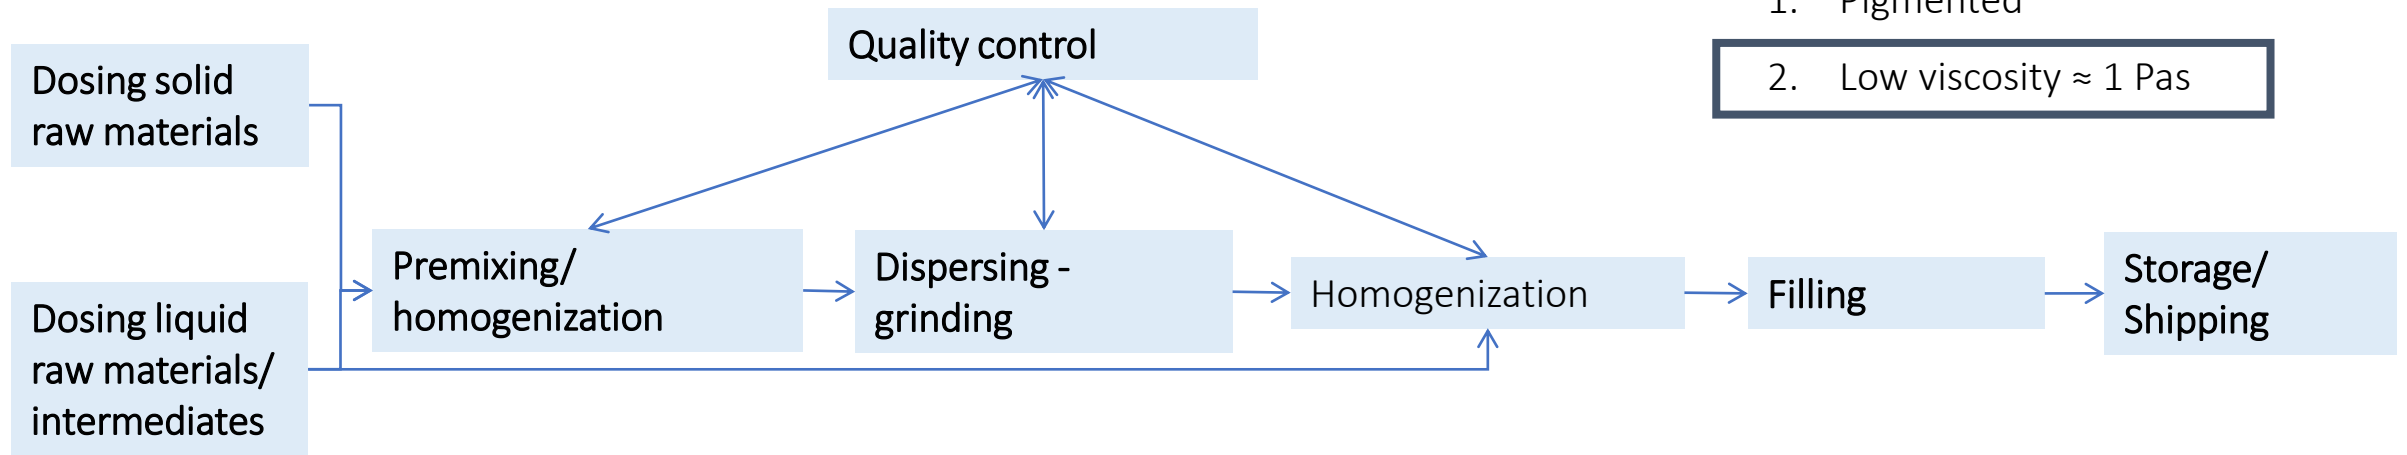 1. Pigmented
2. Low viscosity ≈ 1 Pas
Quality control
Dosing solid
raw materials
Premixing/
homogenization
Dispersing -
grinding
Homogenization
Filling
Storage/
Shipping
Dosing liquid
raw materials/
intermediates